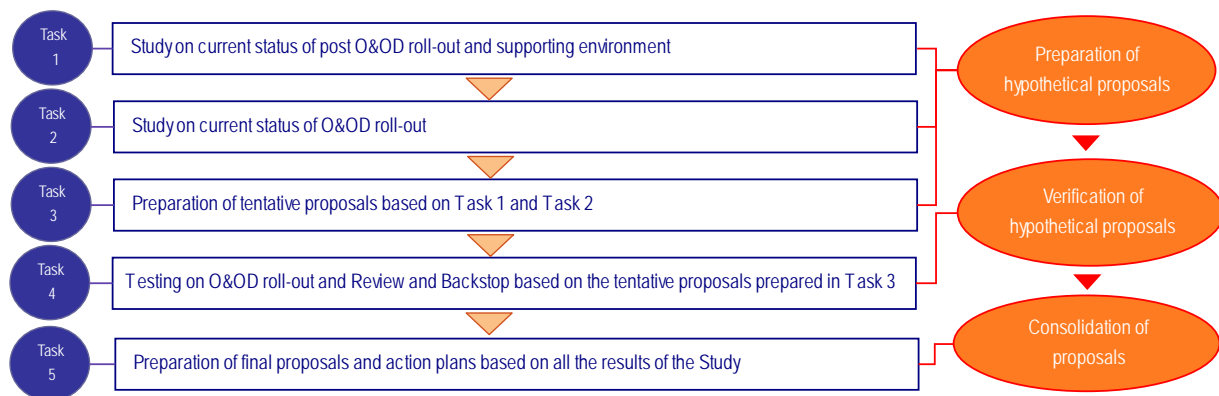 Task
1
Study on current status of post O&OD roll-out and supporting environment
Task
2
Study on current status of O&OD roll-out
Task
3
Preparation of tentative proposals based on Task 1 and Task 2
Task
4
Testing on O&OD roll-out and Review and Backstop based on the tentative proposals prepared in Task 3
Task
5
Preparation of final proposals and action plans based on all the results of the Study
Preparation of
hypothetical proposals
Verification of
hypothetical proposals
Consolidation of
proposals